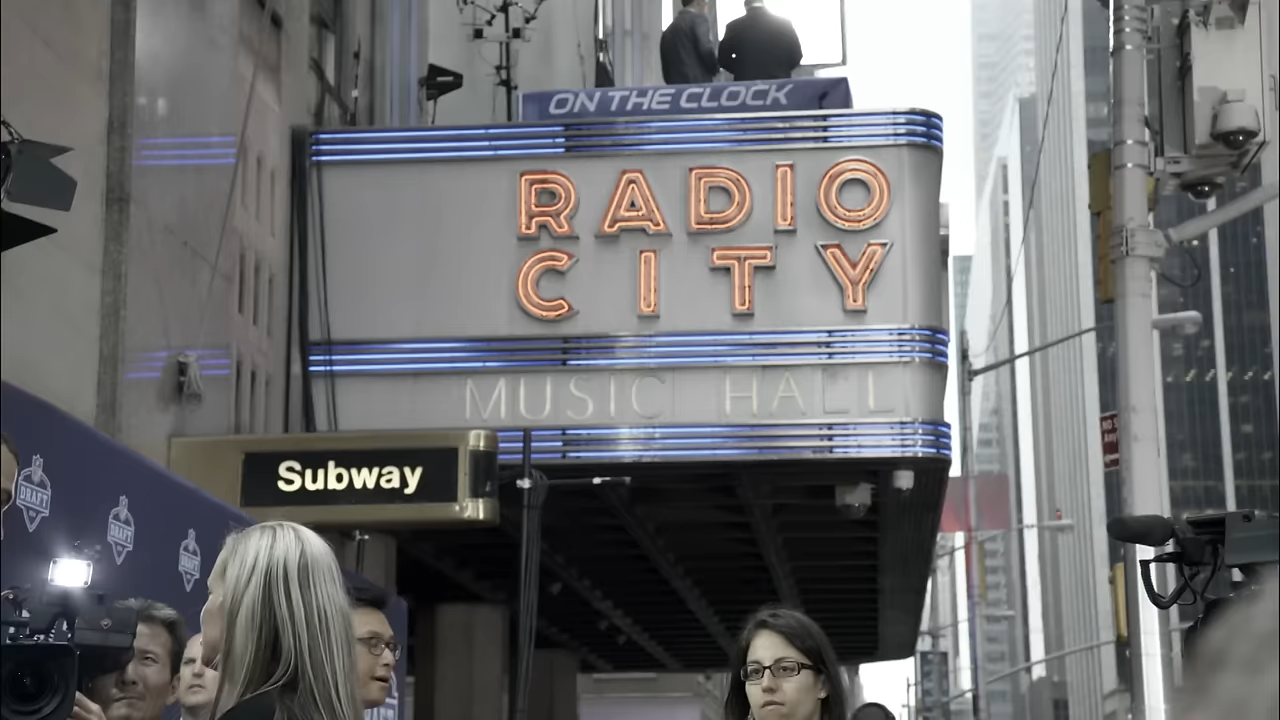 ON THE CLOCK
RADIO
CITY
MUSIC HALL
Subway
DRAFT
DRAFT
DRAFT